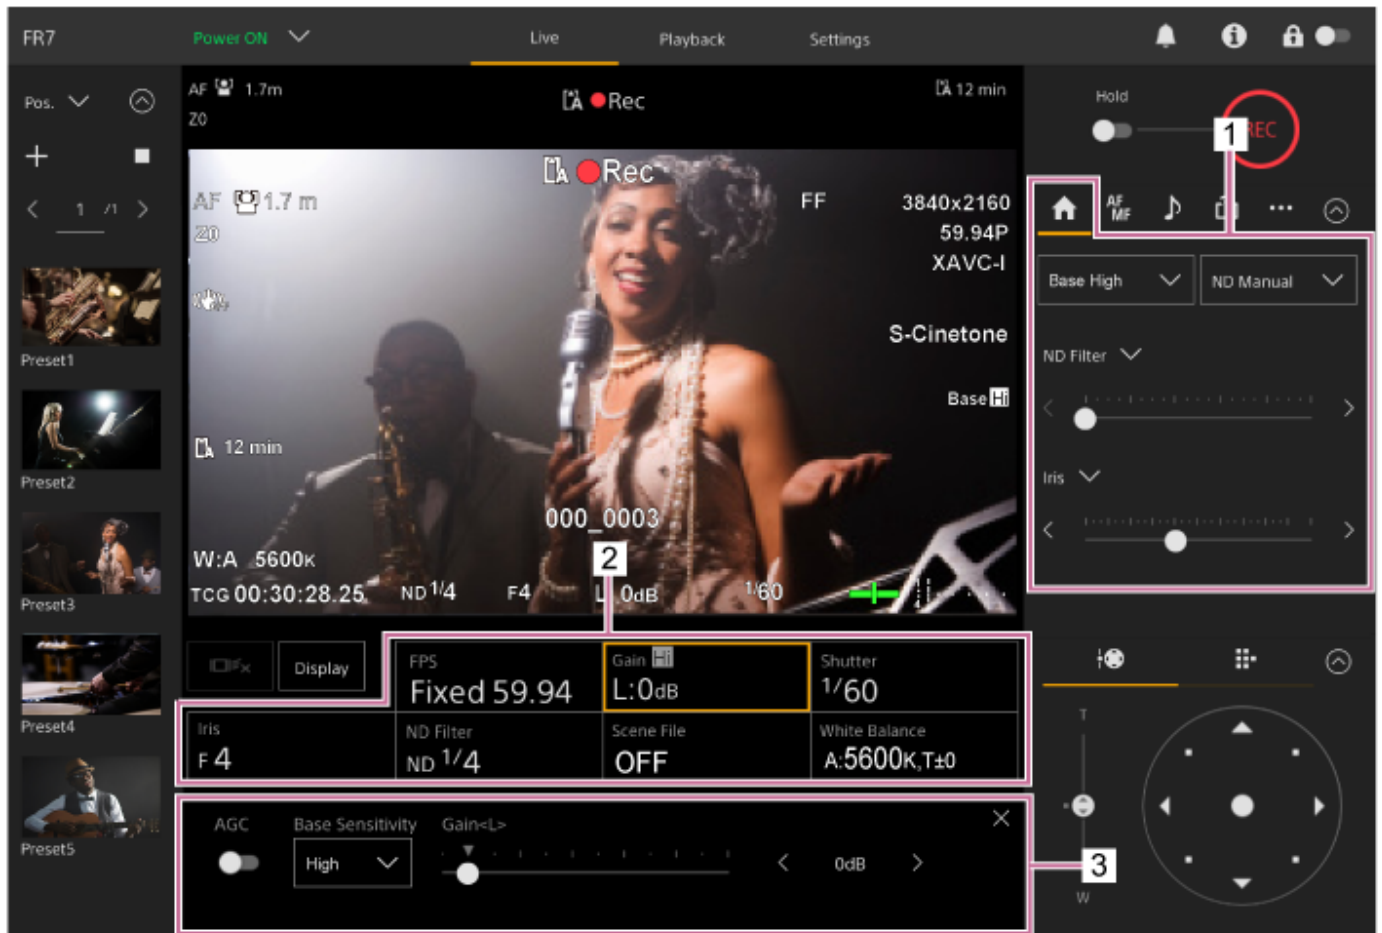 FR7
Power ON
Live
Playback
Settings
Pos.
1 /1
Preset1
Preset2
Preset3
Preset4
Preset5
AF 1.7m
Z0
A Rec
A 12 min
A Rec
AF 1.7 m
Z0
FF
3840x2160
59.94P
XAVC-I
S-Cinetone
Base Hi
A 12 min
000_0003
W:A 5600K
TCG 00:30:28.25
ND 1/4
F4
0dB
1/60
2
Display
FPS
Fixed 59.94
Gain Hi
L:0dB
Shutter
1/60
Iris
F 4
ND Filter
ND 1/4
Scene File
OFF
White Balance
A:5600K,T±0
AGC
Base Sensitivity
High
Gain<L>
0dB
3
Hold
1
EC
AF
MF
Base High
ND Manual
ND Filter
Iris
T
W